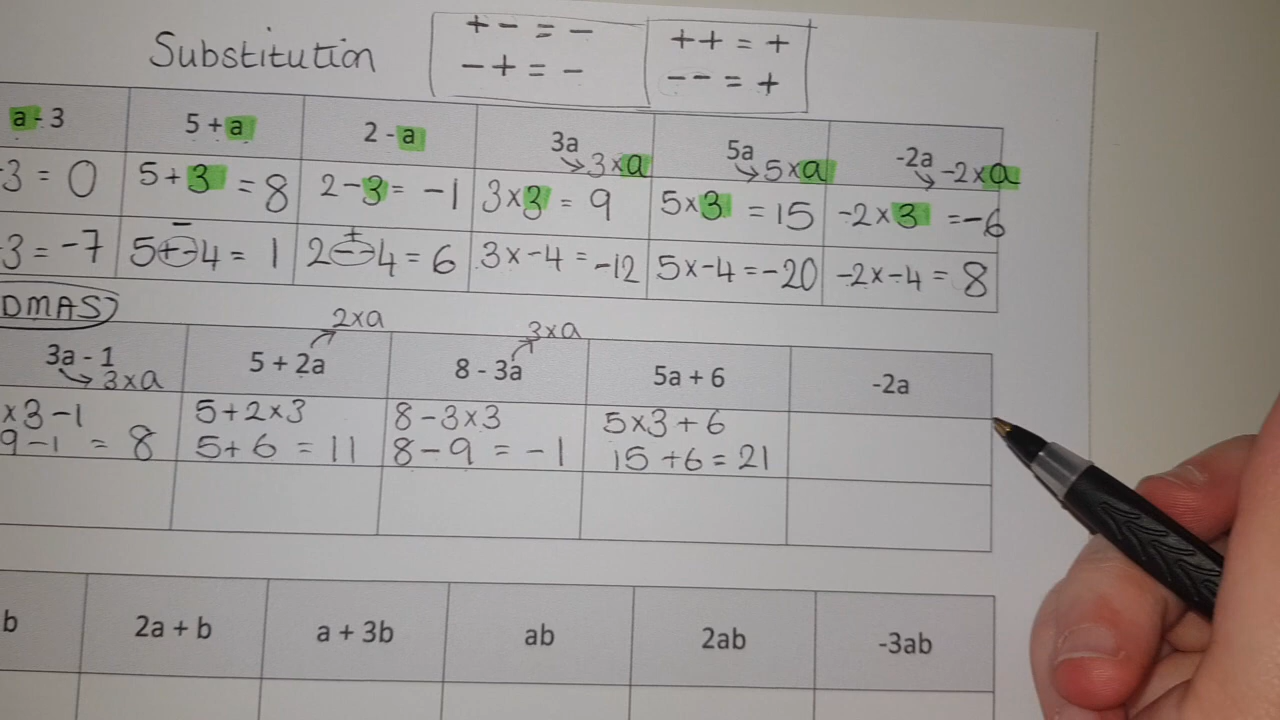 Substitution
+ - = -
- + = -
+ + = +
- - = +
a - 3
5 + a
2 - a
3a
→ 3×a
5a
→ 5×a
-2a
→ -2×a
-3 = 0
5+3 = 8
2-3= -1
3×3 = 9
5×3 = 15
-2×3 =-6
-3 = -7
-
5+-4 = 1
+
2--4 = 6
3×-4 = -12
5×-4=-20
-2×-4 = 8
DMAS)
2×a
3×a
3a - 1
→ 3×a
5 + 2a
8 - 3a
5a + 6
-2a
×3-1
9-1 = 8
5+2×3
5+6 = 11
8-3×3
8-9 = -1
5×3+6
15+6=21
b
2a + b
a + 3b
ab
2ab
-3ab